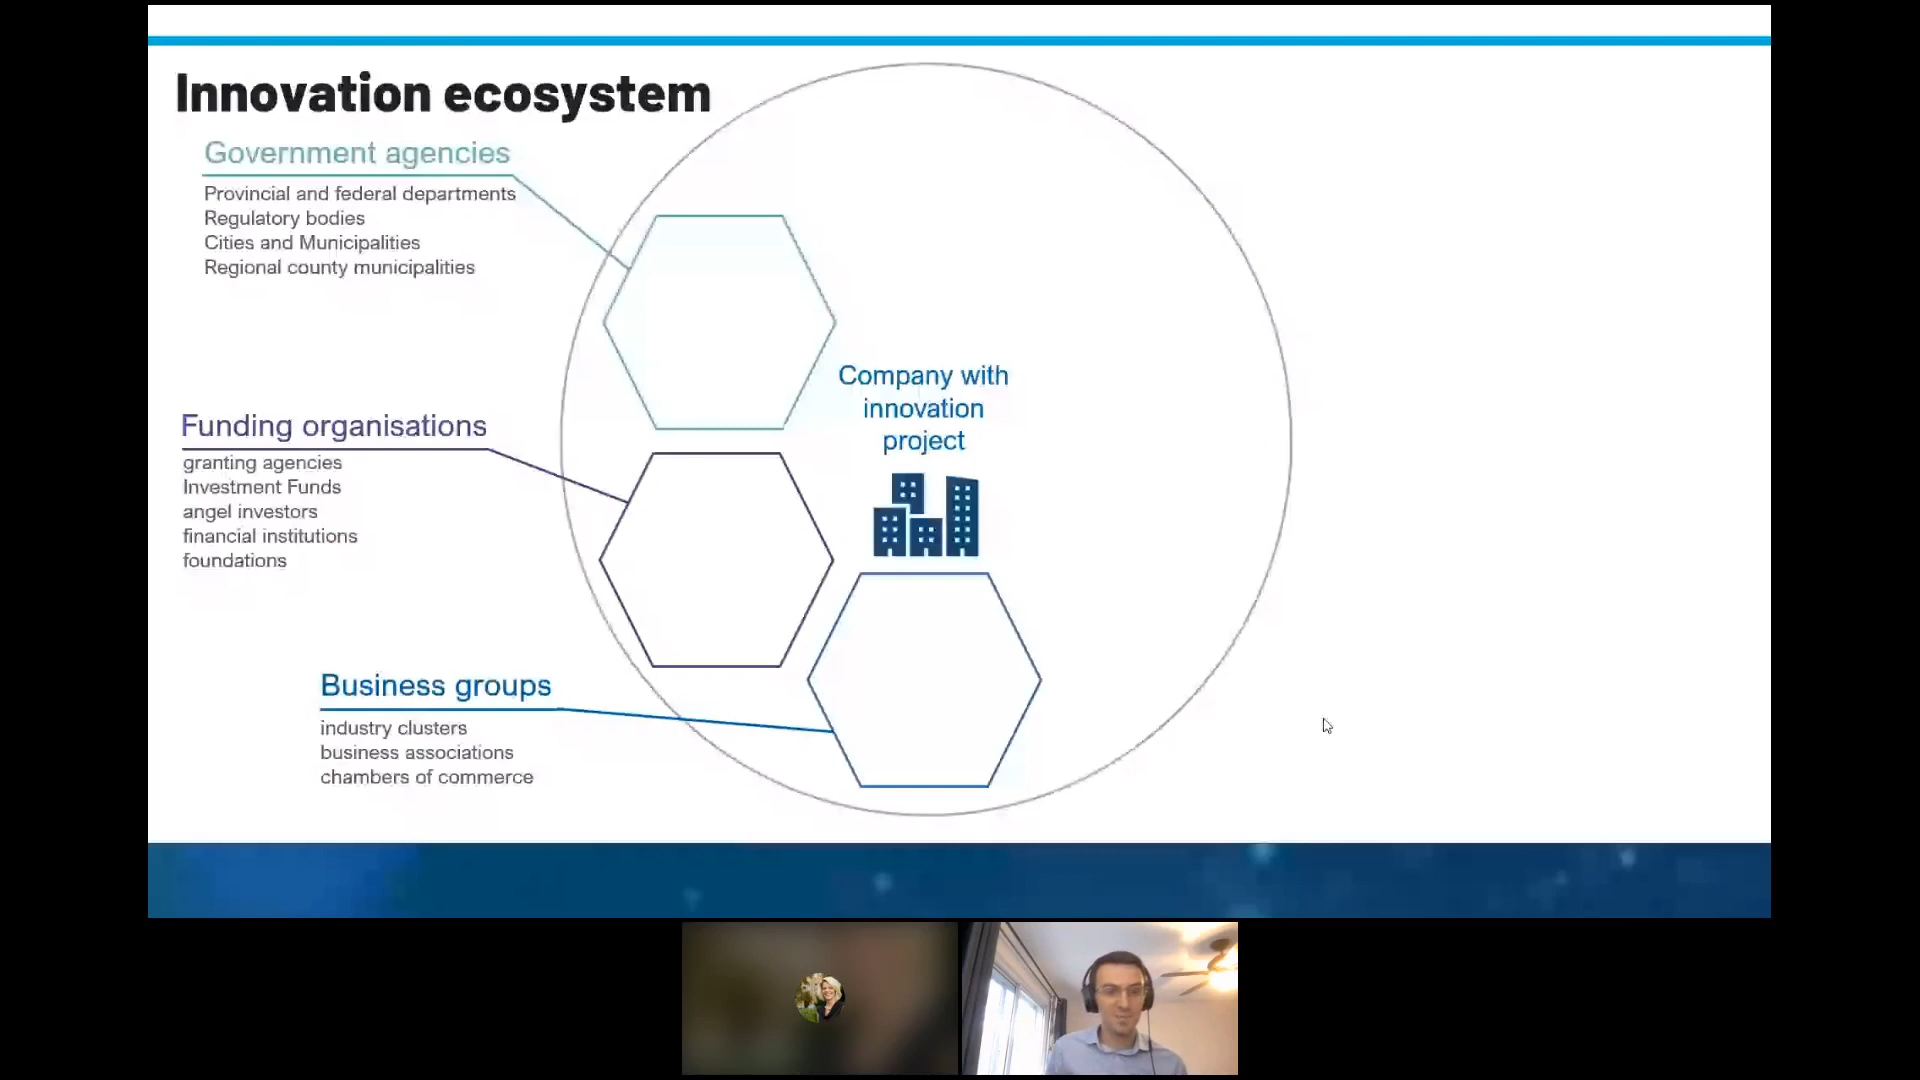 Innovation ecosystem
Government agencies
Provincial and federal departments
Regulatory bodies
Cities and Municipalities
Regional county municipalities
Company with
innovation
project
Funding organisations
granting agencies
Investment Funds
angel investors
financial institutions
foundations
Business groups
industry clusters
business associations
chambers of commerce